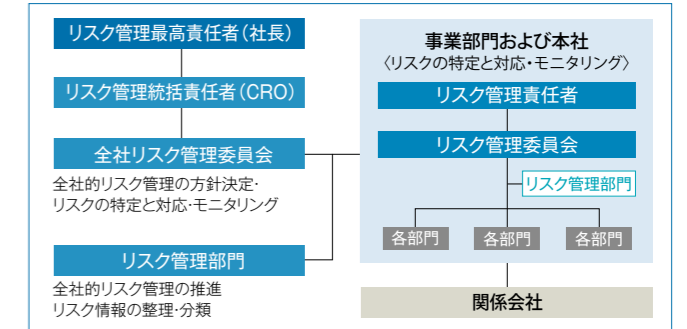 リスク管理最高責任者（社長）
リスク管理統括責任者（CRO）
全社リスク管理委員会
全社的リスク管理の方針決定・
リスクの特定と対応・モニタリング
リスク管理部門
全社的リスク管理の推進
リスク情報の整理・分類
事業部門および本社
〈リスクの特定と対応・モニタリング〉
リスク管理責任者
リスク管理委員会
リスク管理部門
各部門
各部門
各部門
関係会社